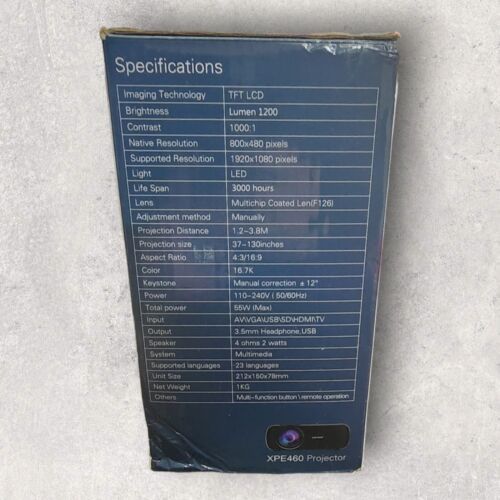 Specifications
Imaging Technology TFT LCD
Brightness Lumen 1200
Contrast 1000:1
Native Resolution 800x480 pixels
Supported Resolution 1920x1080 pixels
Light LED
Life Span 3000 hours
Lens Multichip Coated Len(F126)
Adjustment method Manually
Projection Distance 1.2~3.8M
Projection size 37~130inches
Aspect Ratio 4:3/16:9
Color 16.7K
Keystone Manual correction ± 12°
Power 110-240V ( 50/60Hz)
Total power 55W (Max)
Input AV\VGA\USB\SD\HDMI\TV
Output 3.5mm Headphone,USB
Speaker 4 ohms 2 watts
System Multimedia
Supported languages 23 languages
Unit Size 212x150x78mm
Net Weight 1KG
Others Multi-function button \ remote operation
XPE460 Projector